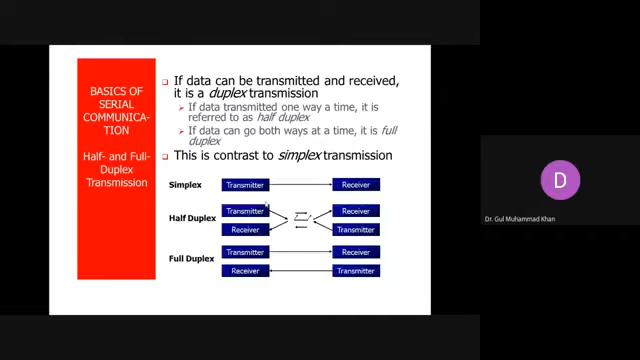 BASICS OF
SERIAL
COMMUNICA-
TION
Half- and Full-
Duplex
Transmission
If data can be transmitted and received,
it is a duplex transmission
If data transmitted one way a time, it is
referred to as half duplex
If data can go both ways at a time, it is full
duplex
This is contrast to simplex transmission
Simplex
Transmitter
Receiver
Half Duplex
Transmitter
Receiver
Receiver
Transmitter
Full Duplex
Transmitter
Receiver
Receiver
Transmitter
D
Dr. Gul Muhammad Khan